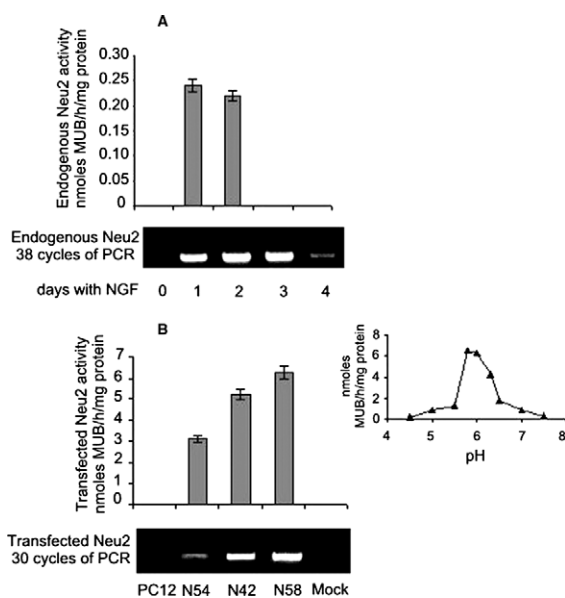 A
Endogenous Neu2 activity
nmoles MUB/h/mg protein
0.30
0.25
0.20
0.15
0.10
0.05
0
Endogenous Neu2
38 cycles of PCR
days with NGF 0 1 2 3 4
B
Transfected Neu2 activity
nmoles MUB/h/mg protein
7
6
5
4
3
2
1
0
Transfected Neu2
30 cycles of PCR
PC12 N54 N42 N58 Mock
nmoles
MUB/h/mg protein
8
6
4
2
0
4 5 6 7 8
pH